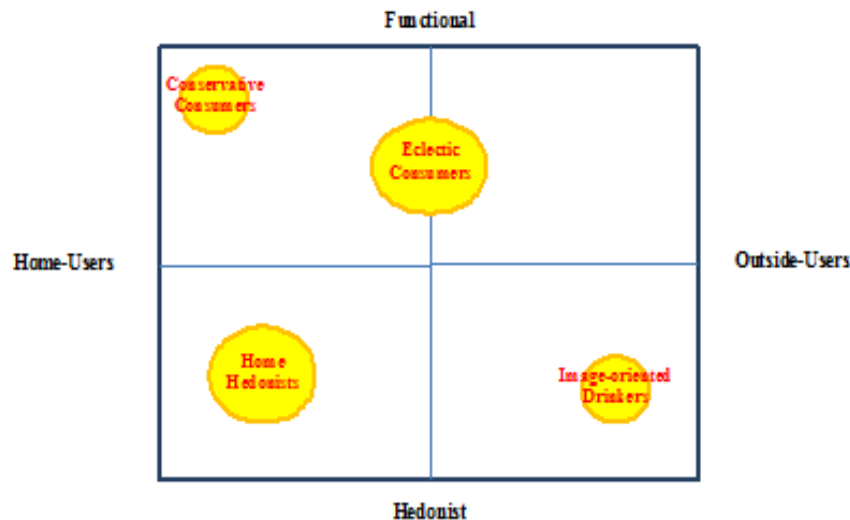 Functional
Conservative
Consumers
Eclectic
Consumers
Home-Users
Outside-Users
Home
Hedonists
Image-oriented
Drinkers
Hedonist